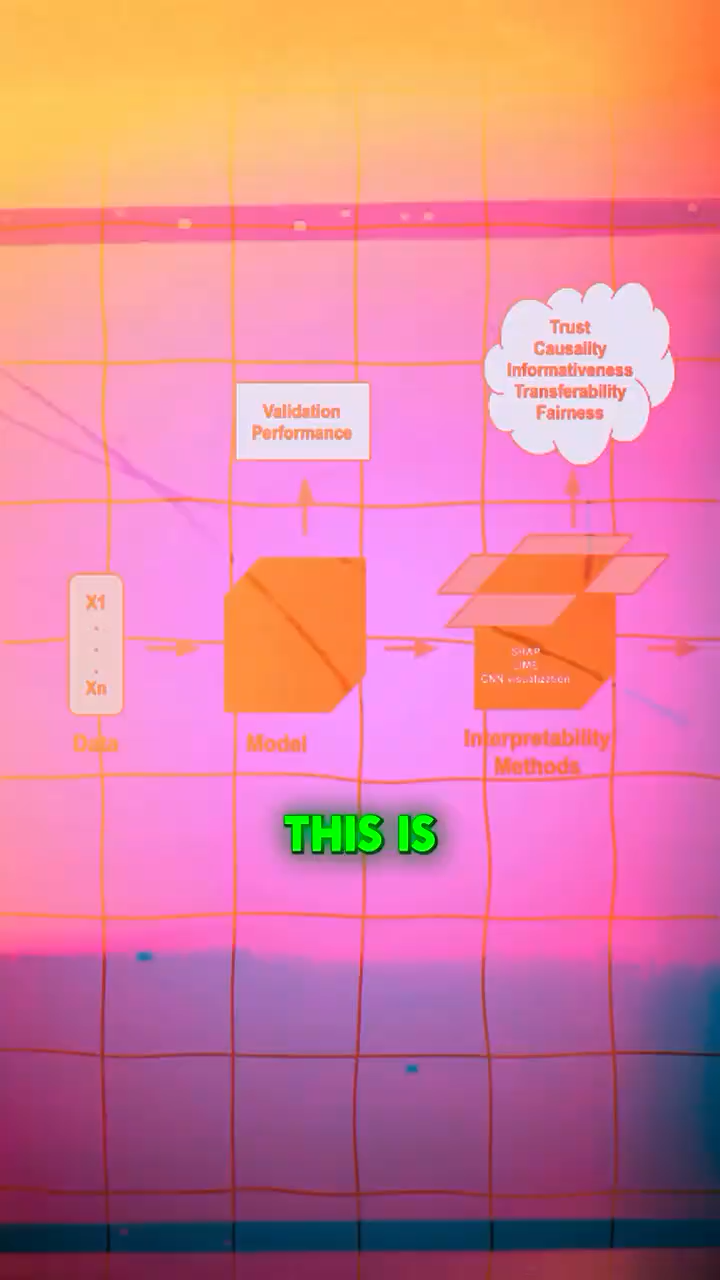 Trust
Causality
Informativeness
Transferability
Fairness
Validation
Performance
X1
.
.
.
Xn
SHAP
LIME
CNN visualization
Data
Model
Interpretability
Methods
THIS IS